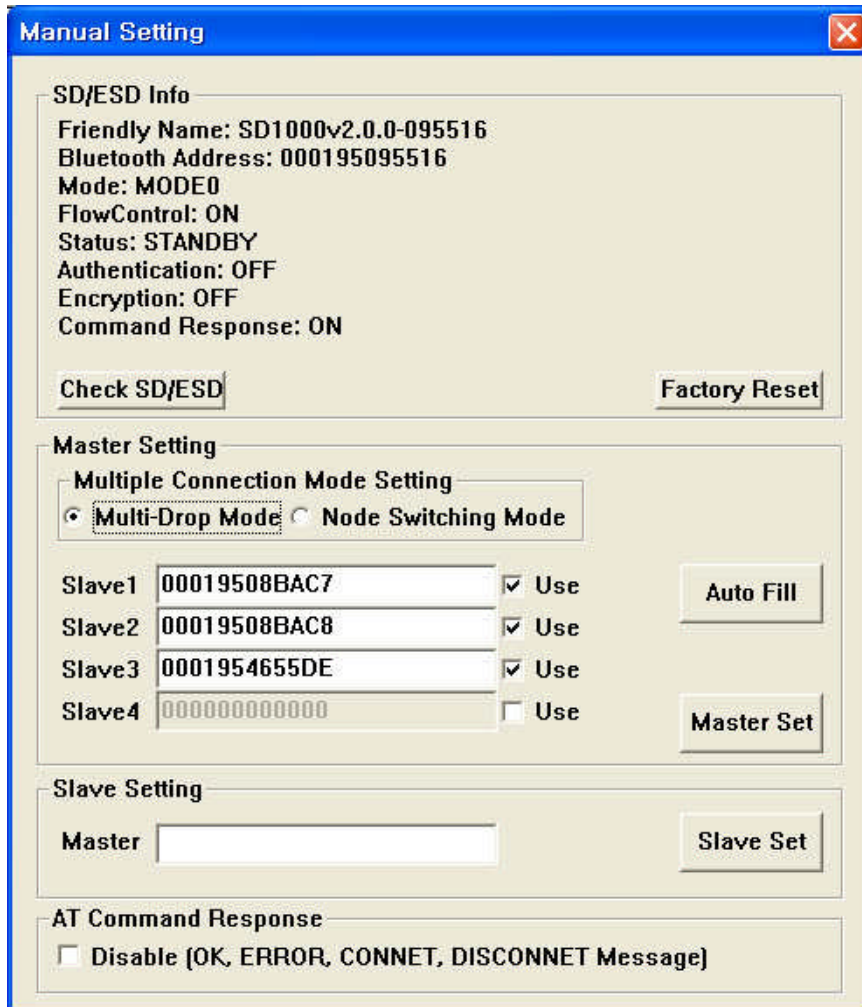 Manual Setting
SD/ESD Info
Friendly Name: SD1000v2.0.0-095516
Bluetooth Address: 000195095516
Mode: MODE0
FlowControl: ON
Status: STANDBY
Authentication: OFF
Encryption: OFF
Command Response: ON
Check SD/ESD Factory Reset
Master Setting
Multiple Connection Mode Setting
Multi-Drop Mode Node Switching Mode
Slave1 00019508BAC7 Use Auto Fill
Slave2 00019508BAC8 Use
Slave3 0001954655DE Use
Slave4 000000000000 Use Master Set
Slave Setting
Master Slave Set
AT Command Response
Disable (OK, ERROR, CONNET, DISCONNET Message)